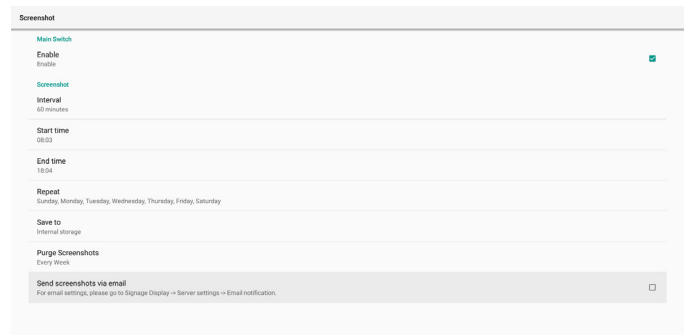 Screenshot
Main Switch
Enable
Enable
Screenshot
Interval
60 minutes
Start time
08:03
End time
18:04
Repeat
Sunday, Monday, Tuesday, Wednesday, Thursday, Friday, Saturday
Save to
Internal storage
Purge Screenshots
Every Week
Send screenshots via email
For email settings, please go to Signage Display -> Server settings -> Email notification.